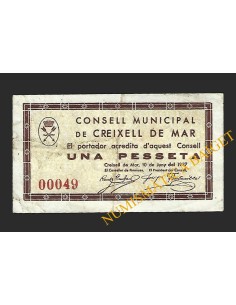 CONSELL MUNICIPAL
DE CREIXELL DE MAR
El portador acredita d'aquest Consell
UNA PESSETA
Creixell de Mar, 10 de juny del 1937
El Conseller de Finances, El President del Consell,
00049
NUMISMATICA